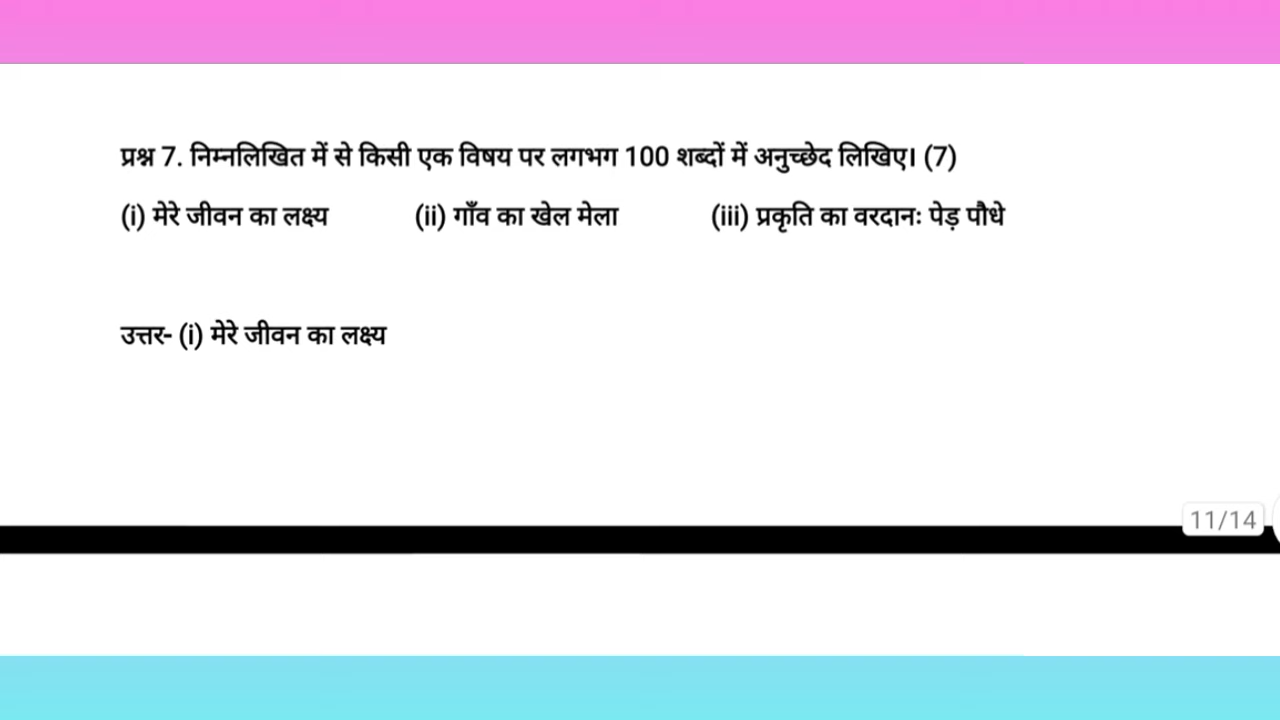 प्रश्न 7. निम्नलिखित में से किसी एक विषय पर लगभग 100 शब्दों में अनुच्छेद लिखिए। (7)
(i) मेरे जीवन का लक्ष्य (ii) गाँव का खेल मेला (iii) प्रकृति का वरदानः पेड़ पौधे
उत्तर- (i) मेरे जीवन का लक्ष्य
11/14